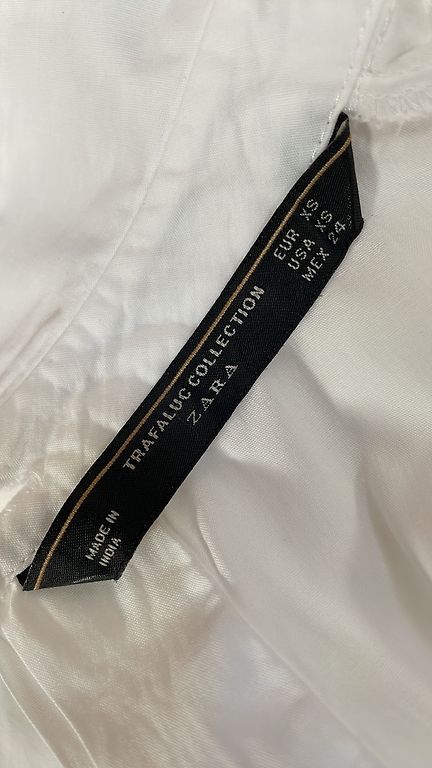 EUR XS
USA XS
MEX 24
TRAFALUC COLLECTION
ZARA
MADE IN
INDIA